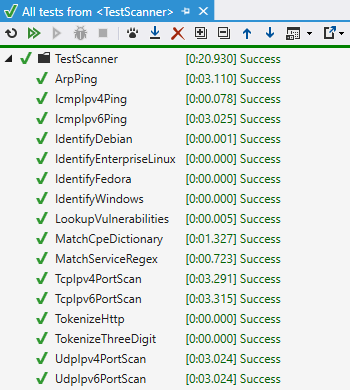 All tests from <TestScanner>
TestScanner [0:20.930] Success
ArpPing [0:03.110] Success
IcmpIpv4Ping [0:00.078] Success
IcmpIpv6Ping [0:03.025] Success
IdentifyDebian [0:00.001] Success
IdentifyEnterpriseLinux [0:00.000] Success
IdentifyFedora [0:00.000] Success
IdentifyWindows [0:00.000] Success
LookupVulnerabilities [0:00.005] Success
MatchCpeDictionary [0:01.327] Success
MatchServiceRegex [0:00.723] Success
TcpIpv4PortScan [0:03.291] Success
TcpIpv6PortScan [0:03.315] Success
TokenizeHttp [0:00.000] Success
TokenizeThreeDigit [0:00.000] Success
UdpIpv4PortScan [0:03.024] Success
UdpIpv6PortScan [0:03.024] Success